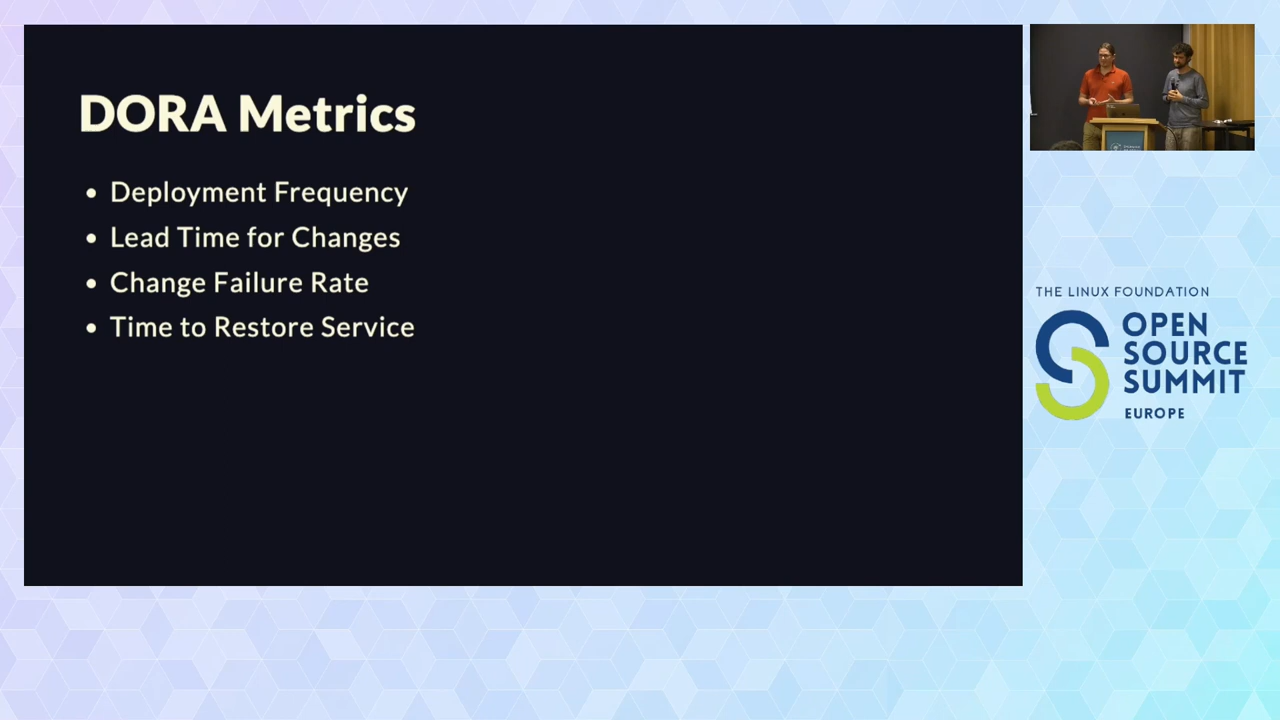 DORA Metrics
• Deployment Frequency
• Lead Time for Changes
• Change Failure Rate
• Time to Restore Service
THE LINUX FOUNDATION
OPEN
SOURCE
SUMMIT
EUROPE